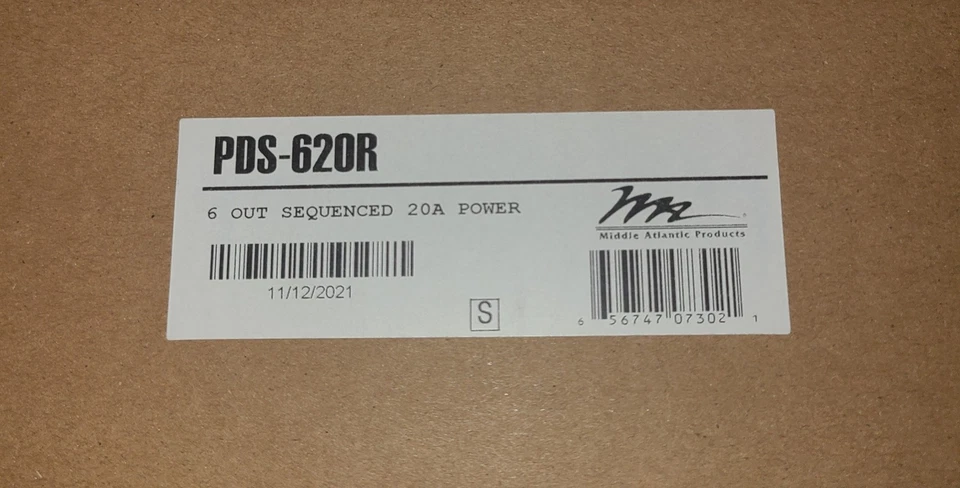 PDS-620R
6 OUT SEQUENCED 20A POWER
Middle Atlantic Products
11/12/2021
S
6 56747 07302 1